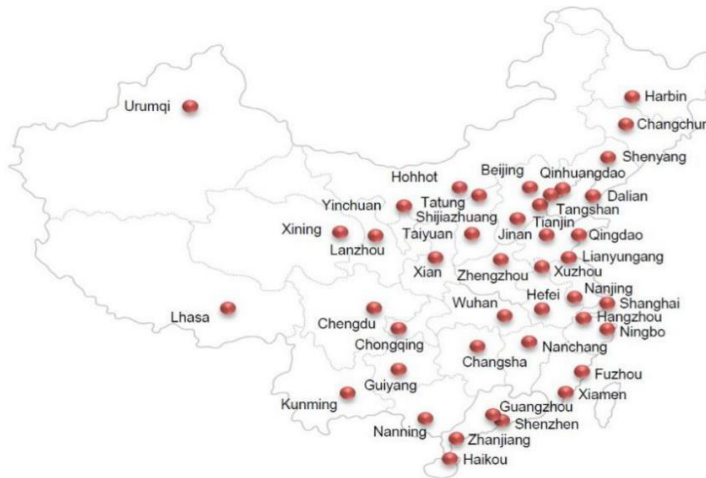 Harbin
Urumqi
Changchun
Shenyang
Beijing
Qinhuangdao
Hohhot
Dalian
Yinchuan
Tatung
Tangshan
Shijiazhuang
Tianjin
Xining
Taiyuan
Jinan
Qingdao
Lanzhou
Lianyungang
Xian
Zhengzhou
Xuzhou
Nanjing
Hefei
Wuhan
Shanghai
Lhasa
Chengdu
Hangzhou
Ningbo
Chongqing
Nanchang
Changsha
Fuzhou
Guiyang
Kunming
Xiamen
Guangzhou
Nanning
Shenzhen
Zhanjiang
Haikou